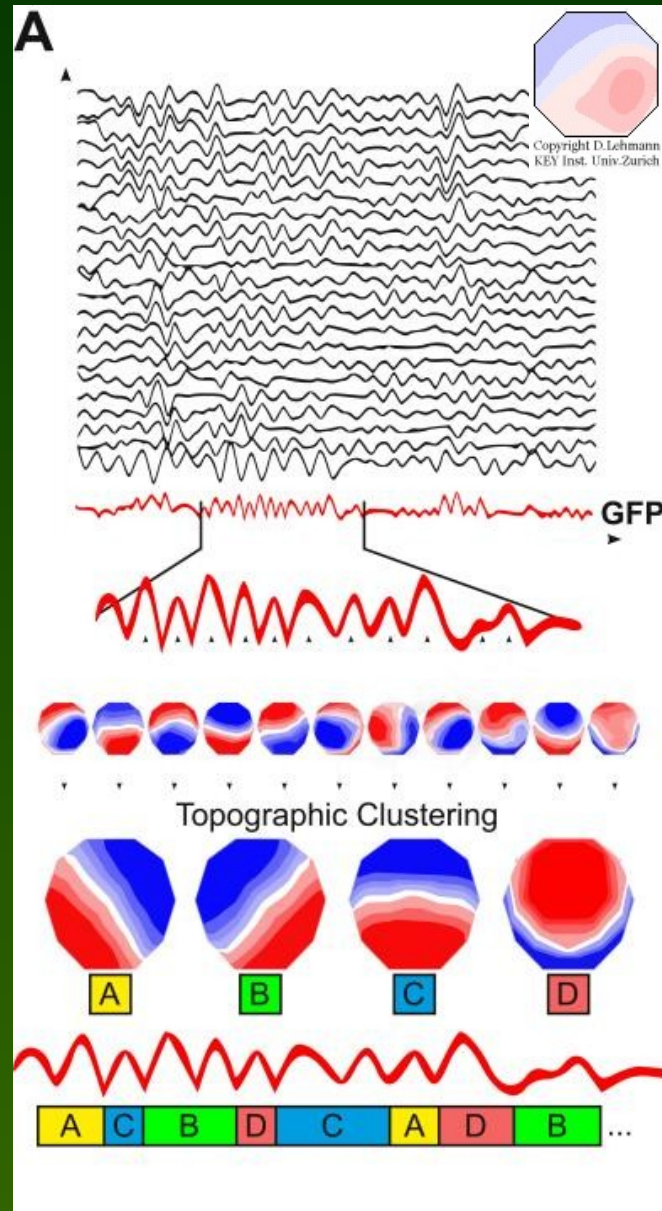 A
Copyright D.Lehmann
KEY Inst. Univ.Zurich
GFP
Topographic Clustering
A B C D
A C B D C A D B ...